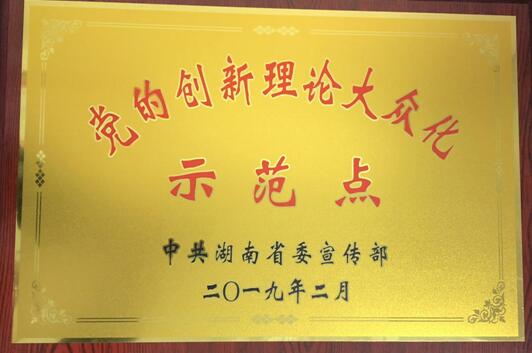 党的创新理论大众化
示范点
中共湖南省委宣传部
二〇一九年二月